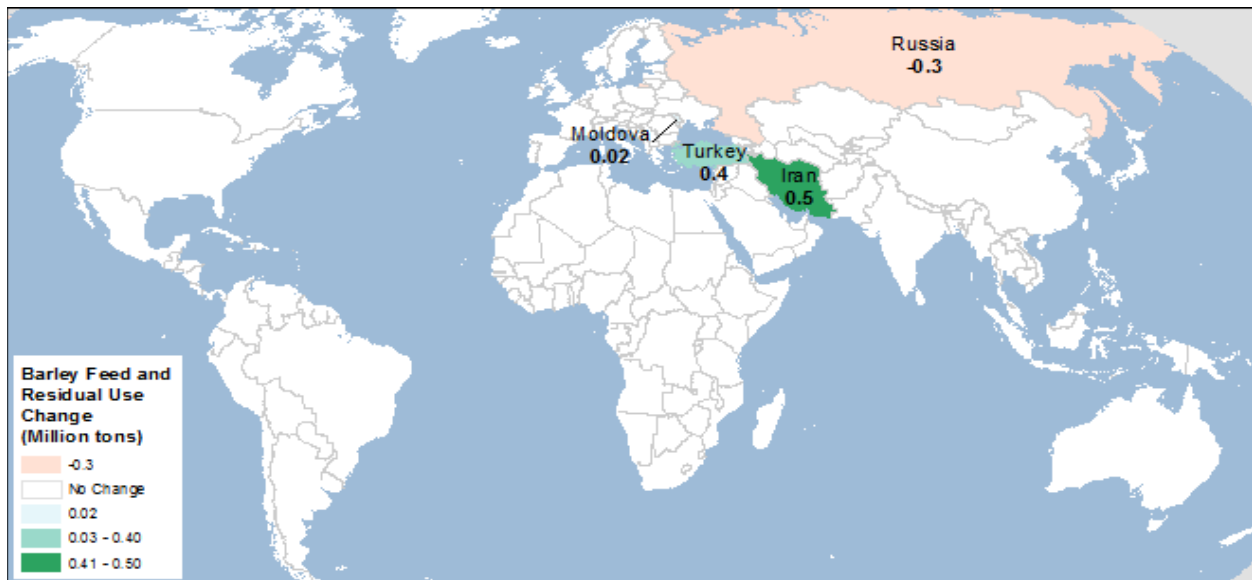 Russia
-0.3
Moldova
0.02
Turkey
0.4
Iran
0.5
Barley Feed and
Residual Use
Change
(Million tons)
-0.3
No Change
0.02
0.03 - 0.40
0.41 - 0.50